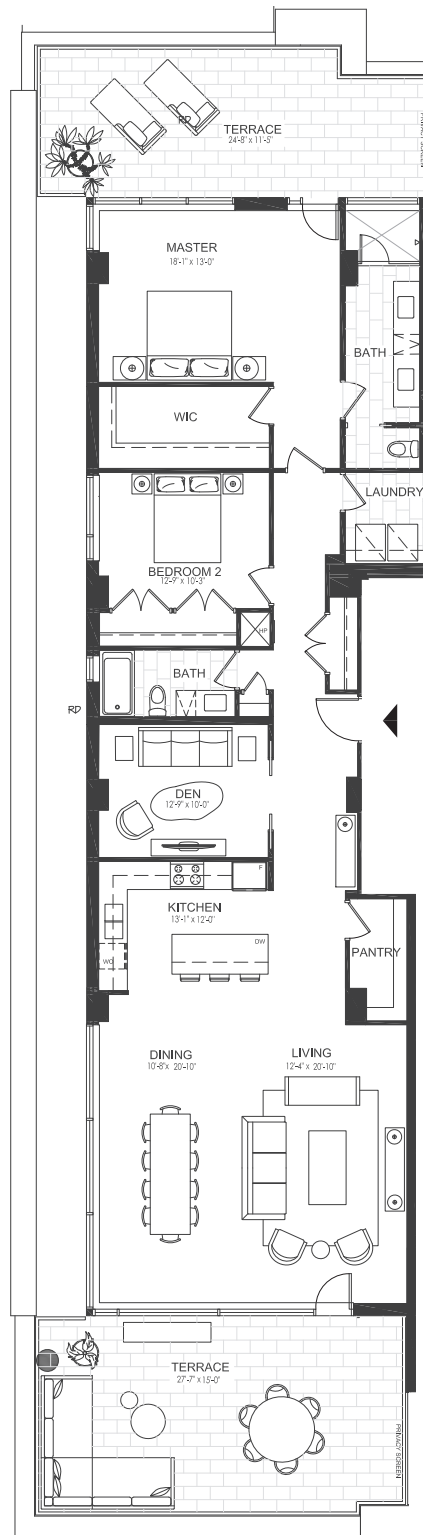 RD
TERRACE
24'-8" x 11'-5"
PRIVACY SCREEN
MASTER
18'-1" x 13'-0"
BATH
WIC
LAUNDRY
BEDROOM 2
12'-9" x 10'-3"
HP
BATH
RD
DEN
12'-9" x 10'-0"
F
KITCHEN
13'-1" x 12'-0"
DW
WO
PANTRY
DINING
10'-8" x 20'-10"
LIVING
12'-4" x 20'-10"
TERRACE
27'-7" x 15'-0"
PRIVACY SCREEN